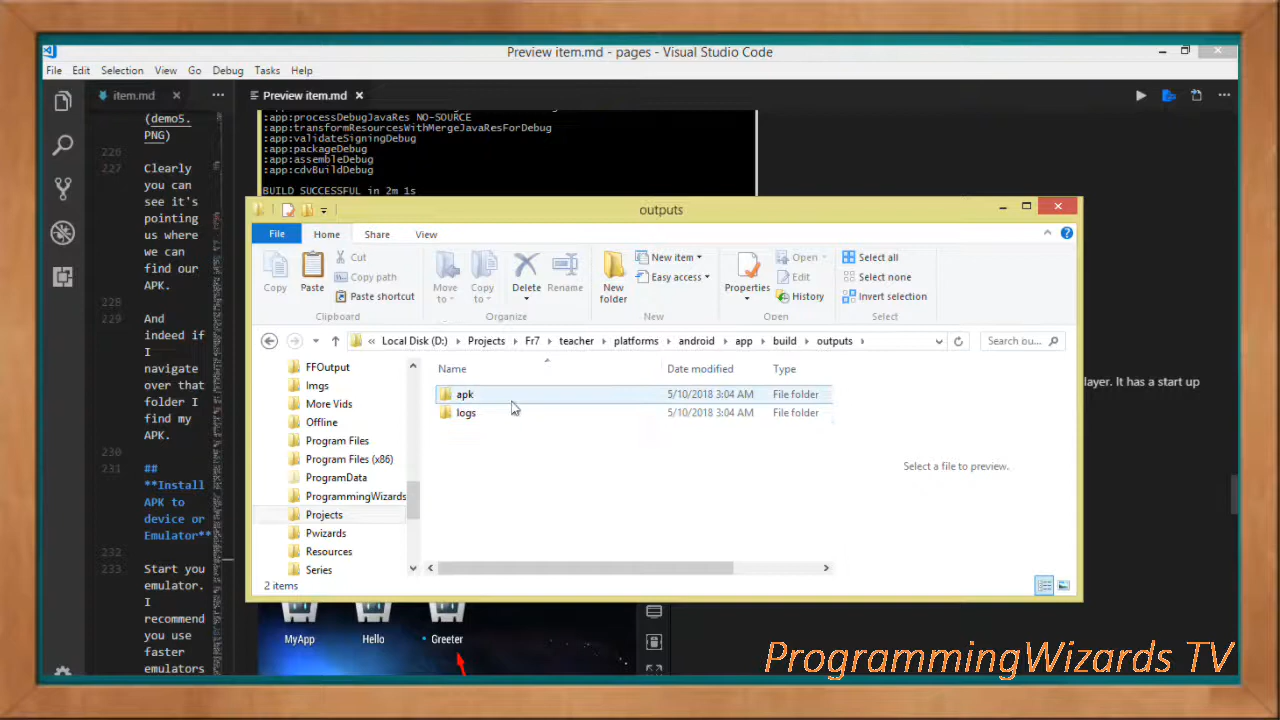 Preview item.md - pages - Visual Studio Code
File Edit Selection View Go Debug Tasks Help
item.md
Preview item.md
(demo5.
PNG)
226
227 Clearly
you can
see it's
pointing
us where
we can
find our
APK.
228
229 And
indeed if
I
navigate
over that
folder I
find my
APK.
230
231 ##
**Install
APK to
device or
Emulator**
232
233 Start you
emulator.
I
recommend
you use
faster
emulators
:app:processDebugJavaRes NO-SOURCE
:app:transformResourcesWithMergeJavaResForDebug
:app:validateSigningDebug
:app:packageDebug
:app:assembleDebug
:app:cdvBuildDebug
BUILD SUCCESSFUL in 2m 1s
outputs
File Home Share View
Copy
Paste
Cut
Copy path
Paste shortcut
Clipboard
Move to
Copy to
Delete
Rename
Organize
New folder
New item
Easy access
New
Properties
Open
Edit
History
Open
Select all
Select none
Invert selection
Select
« Local Disk (D:) Projects Fr7 teacher platforms android app build outputs
Search ou...
FFOutput
Imgs
More Vids
Offline
Program Files
Program Files (x86)
ProgramData
ProgrammingWizards
Projects
Pwizards
Resources
Series
Name Date modified Type
apk 5/10/2018 3:04 AM File folder
logs 5/10/2018 3:04 AM File folder
Select a file to preview.
2 items
layer. It has a start up
MyApp Hello Greeter
ProgrammingWizards TV